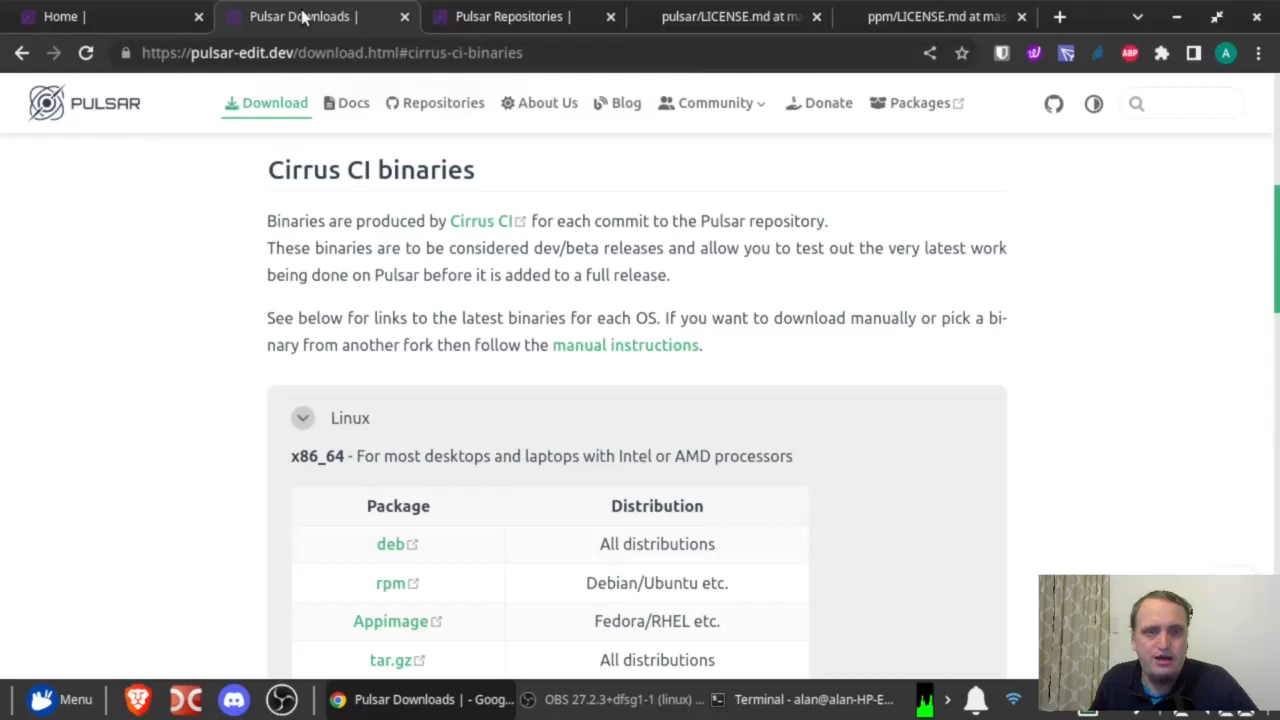 Home |
Pulsar Downloads |
Pulsar Repositories |
pulsar/LICENSE.md at ma
ppm/LICENSE.md at mas
https://pulsar-edit.dev/download.html#cirrus-ci-binaries
ABP
A
PULSAR
Download
Docs
Repositories
About Us
Blog
Community
Donate
Packages
Cirrus CI binaries
Binaries are produced by Cirrus CI for each commit to the Pulsar repository.
These binaries are to be considered dev/beta releases and allow you to test out the very latest work
being done on Pulsar before it is added to a full release.
See below for links to the latest binaries for each OS. If you want to download manually or pick a bi-
nary from another fork then follow the manual instructions.
Linux
x86_64 - For most desktops and laptops with Intel or AMD processors
Package Distribution
deb All distributions
rpm Debian/Ubuntu etc.
Appimage Fedora/RHEL etc.
tar.gz All distributions
Menu
Pulsar Downloads | - Goog...
OBS 27.2.3+dfsg1-1 (linux) ...
Terminal - alan@alan-HP-E...